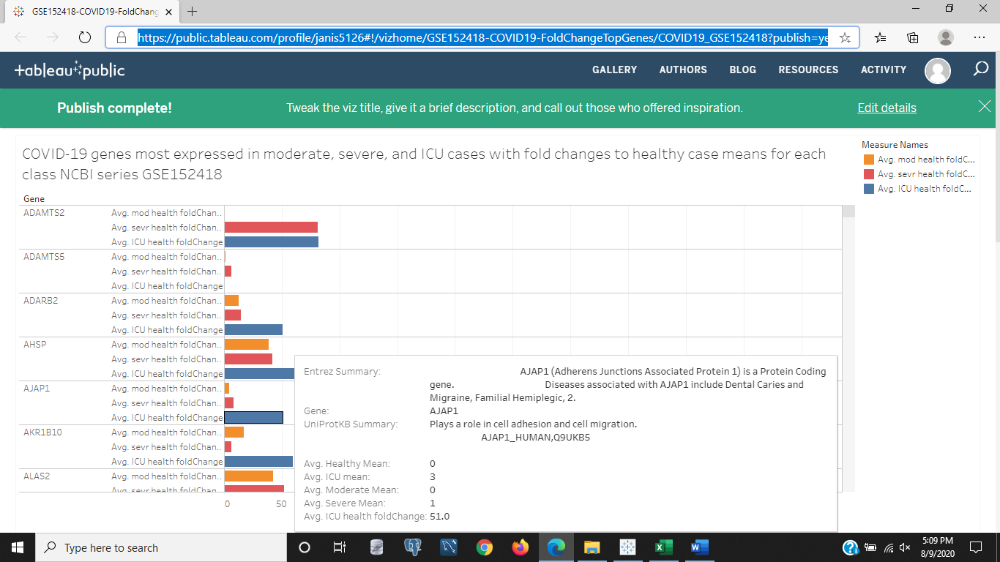 GSE152418-COVID19-FoldChang
https://public.tableau.com/profile/janis5126#!/vizhome/GSE152418-COVID19-FoldChangeTopGenes/COVID19_GSE152418?publish=ye
+ableau+public
GALLERY AUTHORS BLOG RESOURCES ACTIVITY
Publish complete! Tweak the viz title, give it a brief description, and call out those who offered inspiration. Edit details
COVID-19 genes most expressed in moderate, severe, and ICU cases with fold changes to healthy case means for each
class NCBI series GSE152418
Measure Names
Avg. mod health foldC...
Avg. sevr health foldC...
Avg. ICU health foldC...
Gene
ADAMTS2 Avg. mod health foldChan..
Avg. sevr health foldChan..
Avg. ICU health foldChange
ADAMTS5 Avg. mod health foldChan..
Avg. sevr health foldChan..
Avg. ICU health foldChange
ADARB2 Avg. mod health foldChan..
Avg. sevr health foldChan..
Avg. ICU health foldChange
AHSP Avg. mod health foldChan..
Avg. sevr health foldChan..
Avg. ICU health foldChange
AJAP1 Avg. mod health foldChan..
Avg. sevr health foldChan..
Avg. ICU health foldChange
AKR1B10 Avg. mod health foldChan..
Avg. sevr health foldChan..
Avg. ICU health foldChange
ALAS2 Avg. mod health foldChan..
Avg. sevr health foldChan
0 50
Entrez Summary: AJAP1 (Adherens Junctions Associated Protein 1) is a Protein Coding
gene. Diseases associated with AJAP1 include Dental Caries and
Migraine, Familial Hemiplegic, 2.
Gene: AJAP1
UniProtKB Summary: Plays a role in cell adhesion and cell migration.
AJAP1_HUMAN,Q9UKB5
Avg. Healthy Mean: 0
Avg. ICU mean: 3
Avg. Moderate Mean: 0
Avg. Severe Mean: 1
Avg. ICU health foldChange: 51.0
Type here to search
5:09 PM
8/9/2020